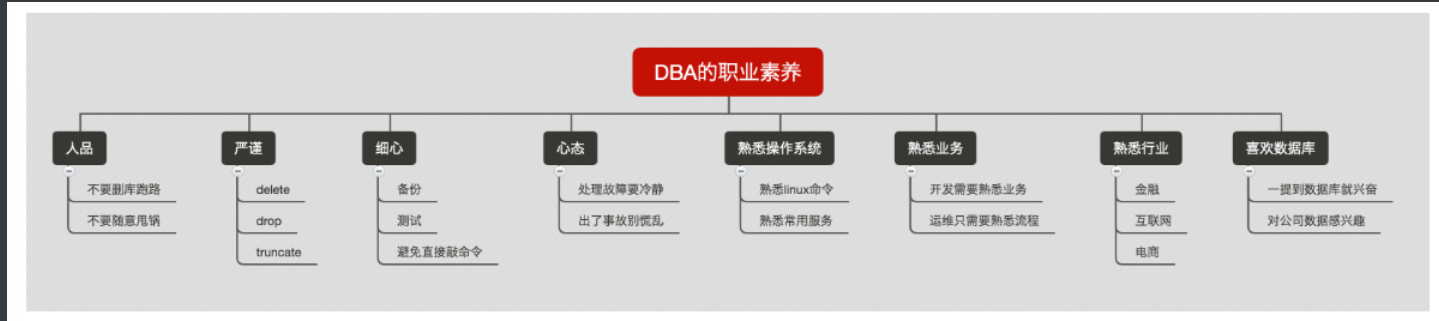 DBA的职业素养
人品
不要删库跑路
不要随意甩锅
严谨
delete
drop
truncate
细心
备份
测试
避免直接敲命令
心态
处理故障要冷静
出了事故别慌乱
熟悉操作系统
熟悉linux命令
熟悉常用服务
熟悉业务
开发需要熟悉业务
运维只需要熟悉流程
熟悉行业
金融
互联网
电商
喜欢数据库
一提到数据库就兴奋
对公司数据感兴趣